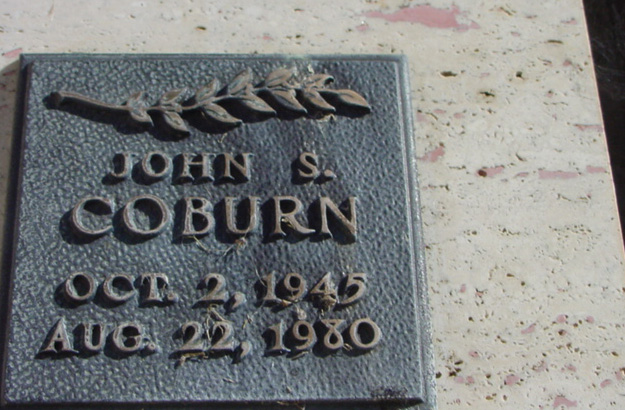 JOHN S.
COBURN
OCT. 2, 1945
AUG. 22, 1980